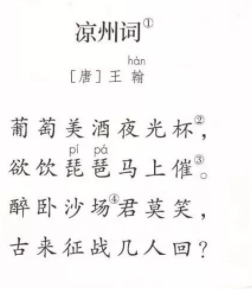 凉州词①
hàn
［唐］王翰
葡萄美酒夜光杯②，
pí pá
欲饮琵琶马上催③。
醉卧沙场④君莫笑，
古来征战几人回？